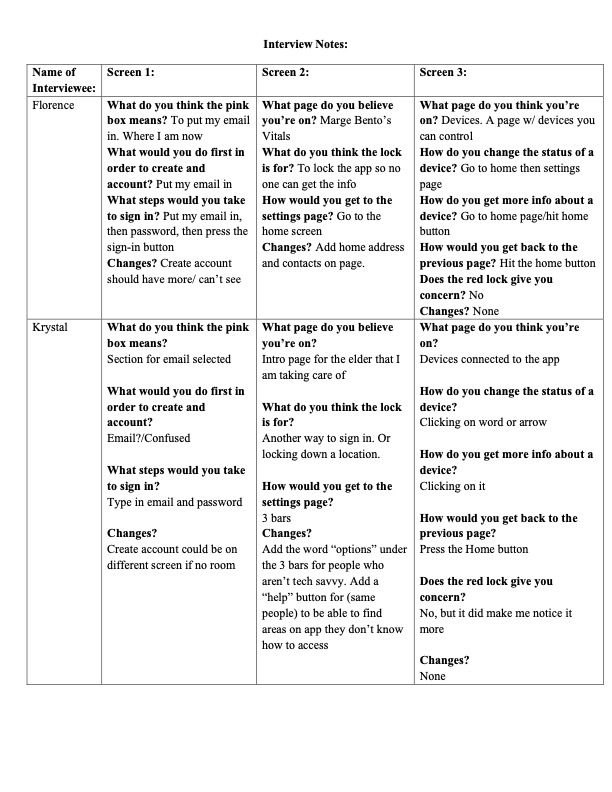 Interview Notes:
Name of
Interviewee:
Screen 1:
Screen 2:
Screen 3:
Florence
What do you think the pink
box means? To put my email
in. Where I am now
What would you do first in
order to create and
account? Put my email in
What steps would you take
to sign in? Put my email in,
then password, then press the
sign-in button
Changes? Create account
should have more/ can’t see
What page do you believe
you’re on? Marge Bento’s
Vitals
What do you think the lock
is for? To lock the app so no
one can get the info
How would you get to the
settings page? Go to the
home screen
Changes? Add home address
and contacts on page.
What page do you think you’re
on? Devices. A page w/ devices you
can control
How do you change the status of a
device? Go to home then settings
page
How do you get more info about a
device? Go to home page/hit home
button
How would you get back to the
previous page? Hit the home button
Does the red lock give you
concern? No
Changes? None
Krystal
What do you think the pink
box means?
Section for email selected
What would you do first in
order to create and
account?
Email?/Confused
What steps would you take
to sign in?
Type in email and password
Changes?
Create account could be on
different screen if no room
What page do you believe
you’re on?
Intro page for the elder that I
am taking care of
What do you think the lock
is for?
Another way to sign in. Or
locking down a location.
How would you get to the
settings page?
3 bars
Changes?
Add the word “options” under
the 3 bars for people who
aren’t tech savvy. Add a
“help” button for (same
people) to be able to find
areas on app they don’t know
how to access
What page do you think you’re
on?
Devices connected to the app
How do you change the status of a
device?
Clicking on word or arrow
How do you get more info about a
device?
Clicking on it
How would you get back to the
previous page?
Press the Home button
Does the red lock give you
concern?
No, but it did make me notice it
more
Changes?
None